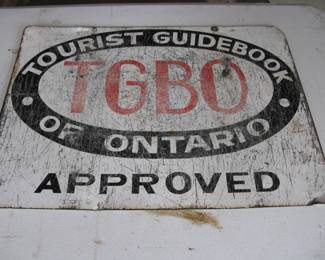 TOURIST GUIDEBOOK
TGBO
• OF ONTARIO •
APPROVED